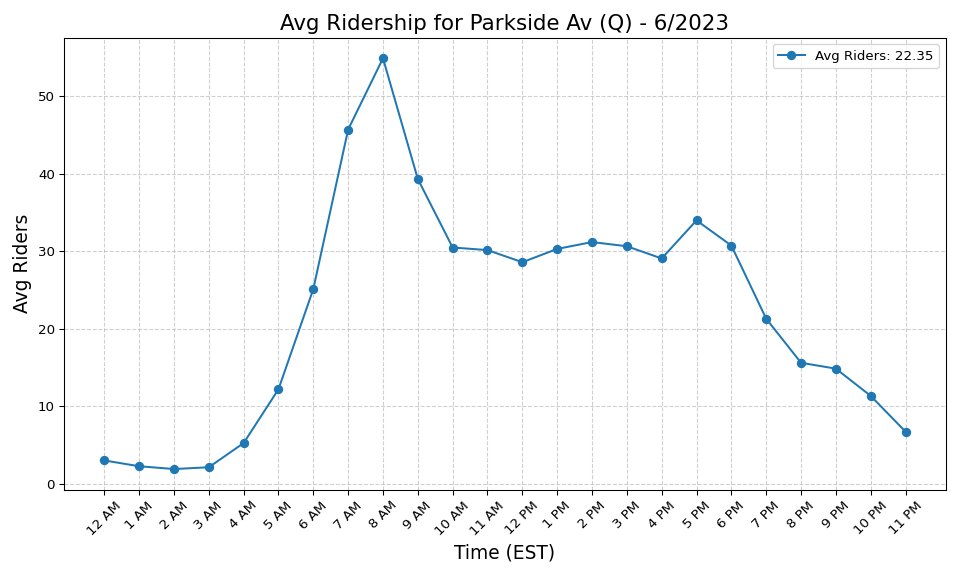 Avg Ridership for Parkside Av (Q) - 6/2023
Avg Riders: 22.35
Avg Riders
50
40
30
20
10
0
12 AM
1 AM
2 AM
3 AM
4 AM
5 AM
6 AM
7 AM
8 AM
9 AM
10 AM
11 AM
12 PM
1 PM
2 PM
3 PM
4 PM
5 PM
6 PM
7 PM
8 PM
9 PM
10 PM
11 PM
Time (EST)